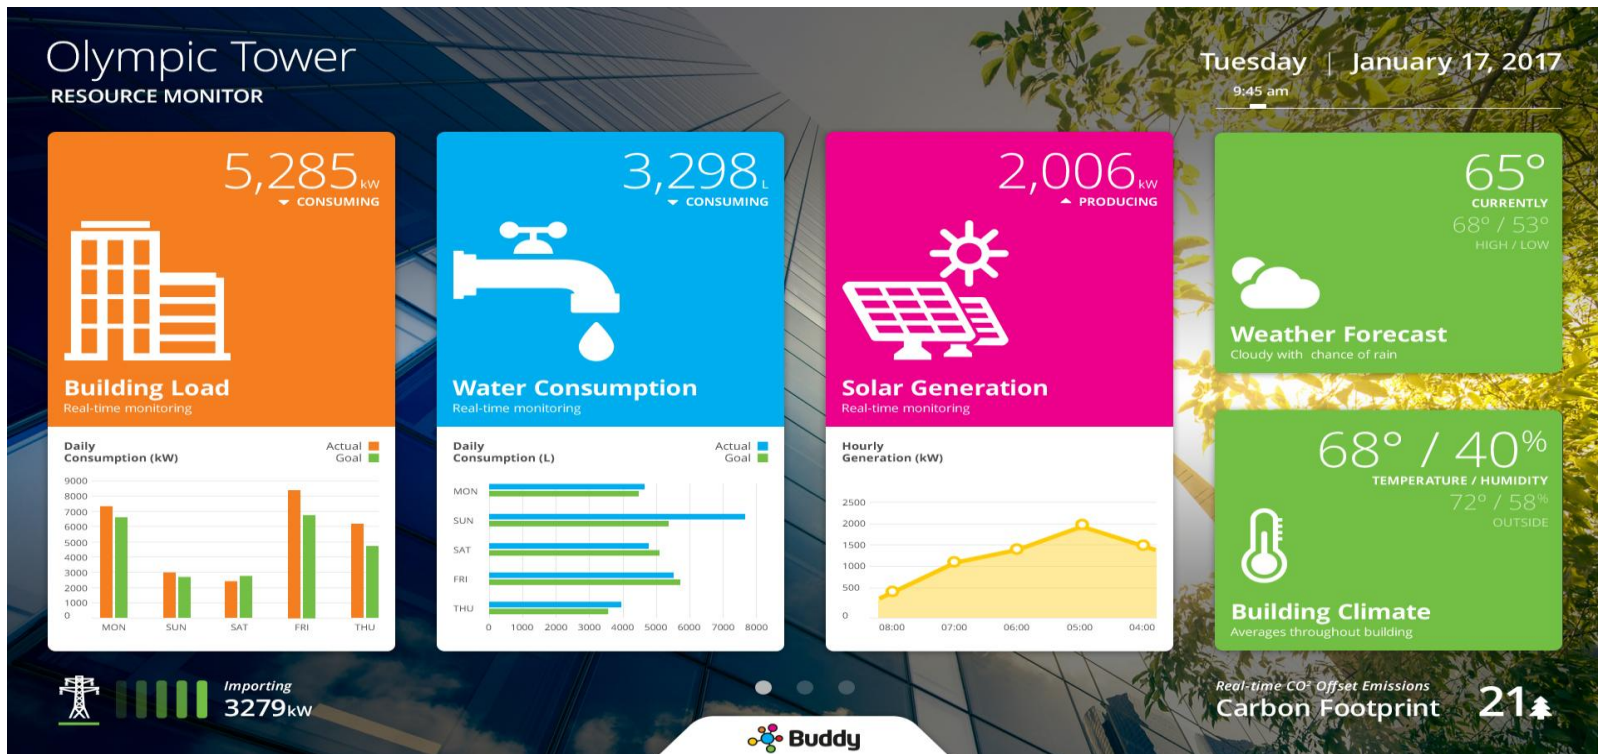 Olympic Tower
RESOURCE MONITOR
Tuesday | January 17, 2017
9:45 am
5,285 kW
CONSUMING
Building Load
Real-time monitoring
Daily
Consumption (kW)
Actual
Goal
9000
8000
7000
6000
5000
4000
3000
2000
1000
0
MON SUN SAT FRI THU
3,298 L
CONSUMING
Water Consumption
Real-time monitoring
Daily
Consumption (L)
Actual
Goal
MON
SUN
SAT
FRI
THU
0 1000 2000 3000 4000 5000 6000 7000 8000
2,006 kW
PRODUCING
Solar Generation
Real-time monitoring
Hourly
Generation (kW)
2500
2000
1500
1000
500
0
08:00 07:00 06:00 05:00 04:00
65°
CURRENTLY
68° / 53°
HIGH / LOW
Weather Forecast
Cloudy with chance of rain
68° / 40%
TEMPERATURE / HUMIDITY
72° / 58%
OUTSIDE
Building Climate
Averages throughout building
Importing
3279kW
Buddy
Real-time CO² Offset Emissions
Carbon Footprint 21